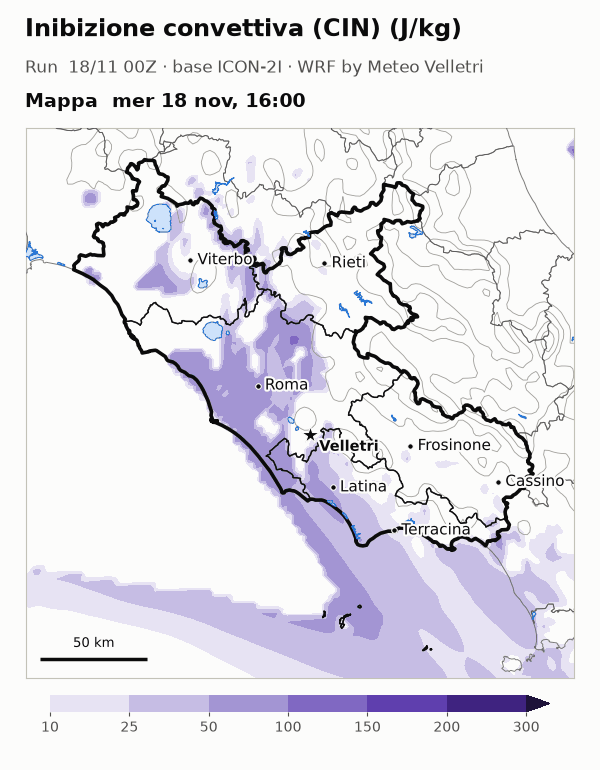 Inibizione convettiva (CIN) (J/kg)
Run 18/11 00Z · base ICON-2I · WRF by Meteo Velletri
Mappa mer 18 nov, 16:00
Viterbo
Rieti
Roma
Velletri
Frosinone
Latina
Cassino
Terracina
50 km
10 25 50 100 150 200 300